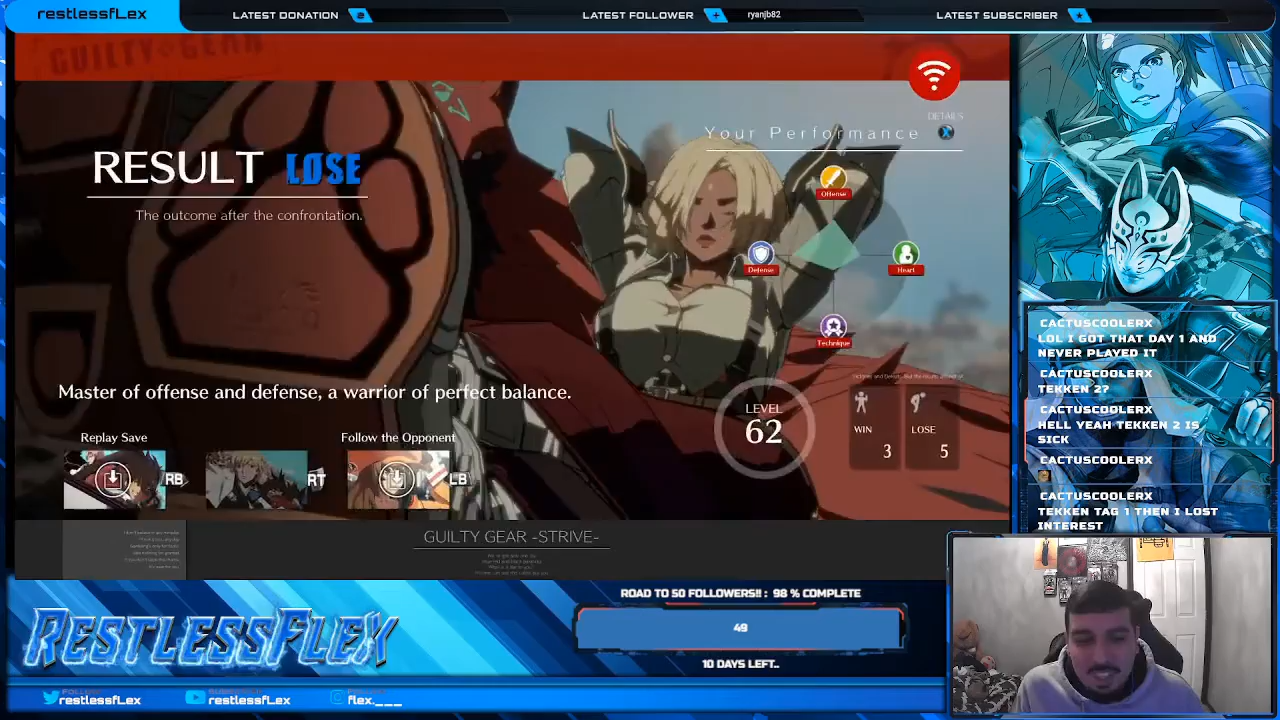 restlessfLex
LATEST DONATION
LATEST FOLLOWER
ryanjb82
LATEST SUBSCRIBER
GUILTY GEAR
DETAILS
X
Your Performance
RESULT LOSE
The outcome after the confrontation.
Offense
Defense
Heart
Technique
Master of offense and defense, a warrior of perfect balance.
LEVEL
62
WIN
3
LOSE
5
Replay Save
Follow the Opponent
RB
RT
LB
GUILTY GEAR -STRIVE-
CACTUSCOOLERX
LOL I GOT THAT DAY 1 AND
NEVER PLAYED IT
CACTUSCOOLERX
TEKKEN 2?
CACTUSCOOLERX
HELL YEAH TEKKEN 2 IS
SICK
CACTUSCOOLERX
CACTUSCOOLERX
TEKKEN TAG 1 THEN I LOST
INTEREST
RESTLESSFLEX
ROAD TO 50 FOLLOWERS!! : 98 % COMPLETE
49
10 DAYS LEFT..
restlessfLex
restlessfLex
flex.___